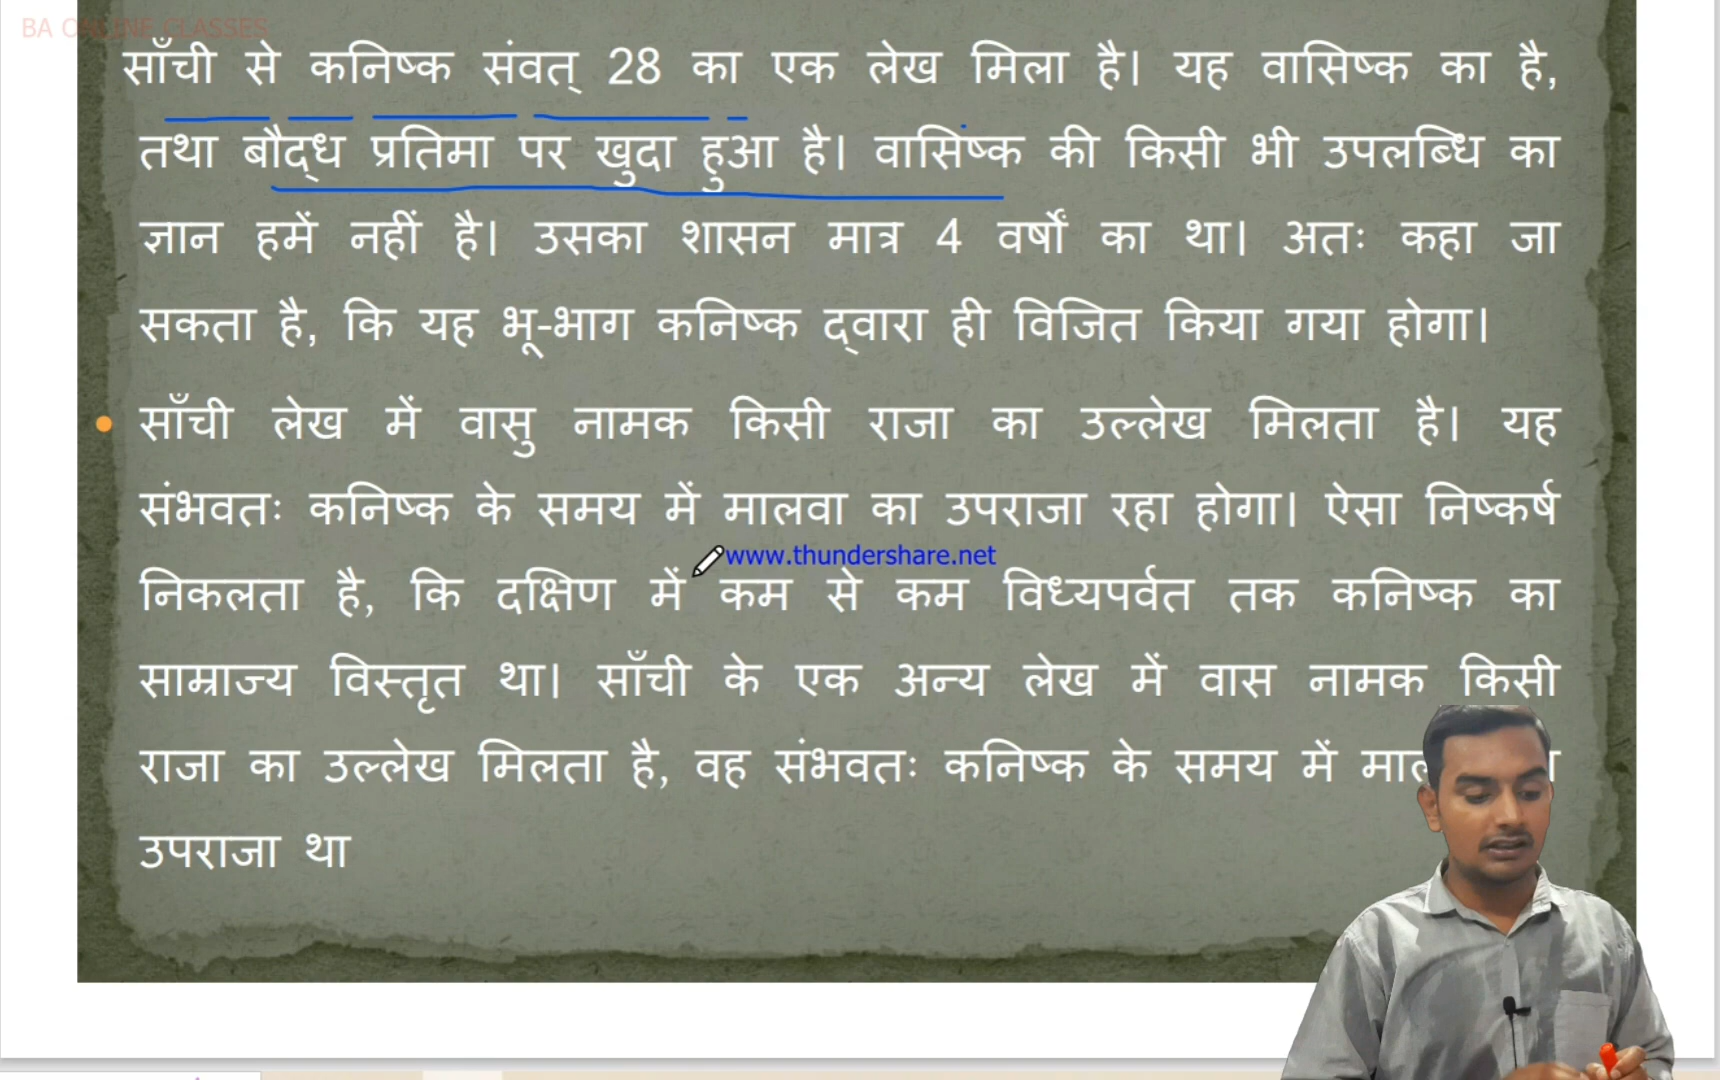 BA ONLINE CLASSES
साँची से कनिष्क संवत् 28 का एक लेख मिला है। यह वासिष्क का है,
तथा बौद्ध प्रतिमा पर खुदा हुआ है। वासिष्क की किसी भी उपलब्धि का
ज्ञान हमें नहीं है। उसका शासन मात्र 4 वर्षों का था। अतः कहा जा
सकता है, कि यह भू-भाग कनिष्क द्वारा ही विजित किया गया होगा।
साँची लेख में वासु नामक किसी राजा का उल्लेख मिलता है। यह
संभवतः कनिष्क के समय में मालवा का उपराजा रहा होगा। ऐसा निष्कर्ष
www.thundershare.net
निकलता है, कि दक्षिण में कम से कम विध्यपर्वत तक कनिष्क का
साम्राज्य विस्तृत था। साँची के एक अन्य लेख में वास नामक किसी
राजा का उल्लेख मिलता है, वह संभवतः कनिष्क के समय में
उपराजा था